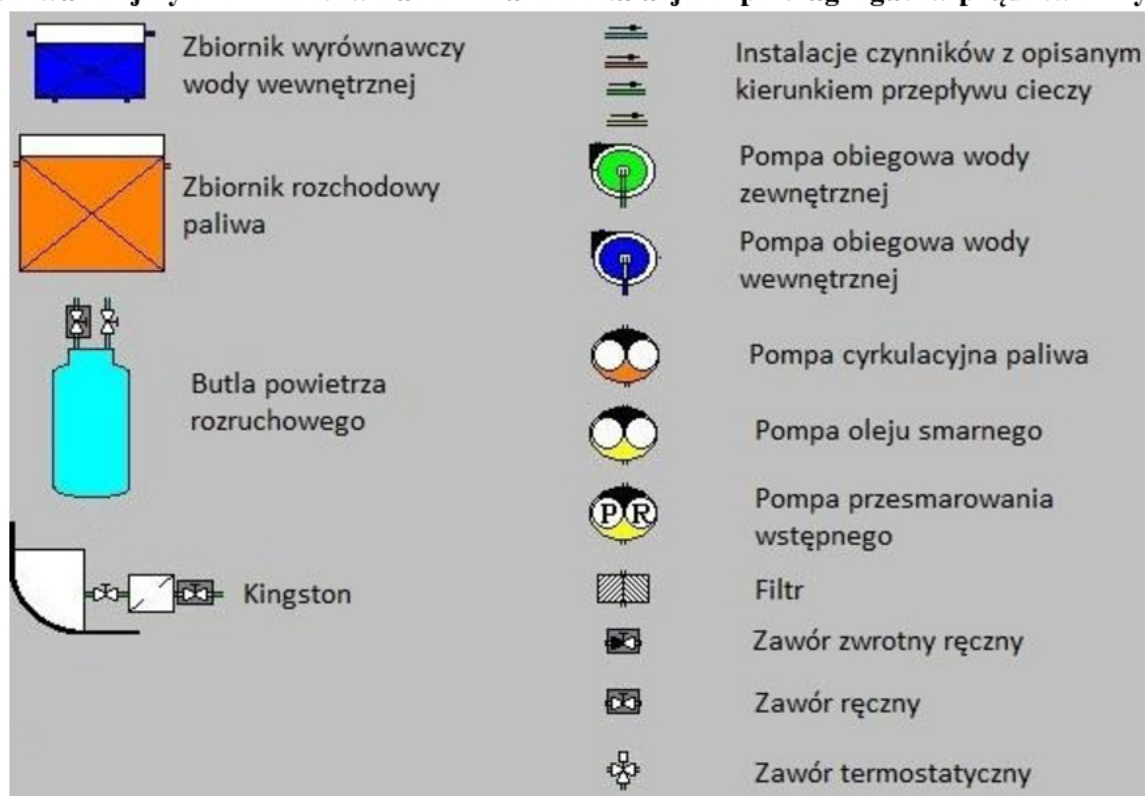 Zbiornik wyrównawczy
wody wewnętrznej
Zbiornik rozchodowy
paliwa
Butla powietrza
rozruchowego
Kingston
Instalacje czynników z opisanym
kierunkiem przepływu cieczy
Pompa obiegowa wody
zewnętrznej
Pompa obiegowa wody
wewnętrznej
Pompa cyrkulacyjna paliwa
Pompa oleju smarnego
P R
Pompa przesmarowania
wstępnego
Filtr
Zawór zwrotny ręczny
Zawór ręczny
Zawór termostatyczny